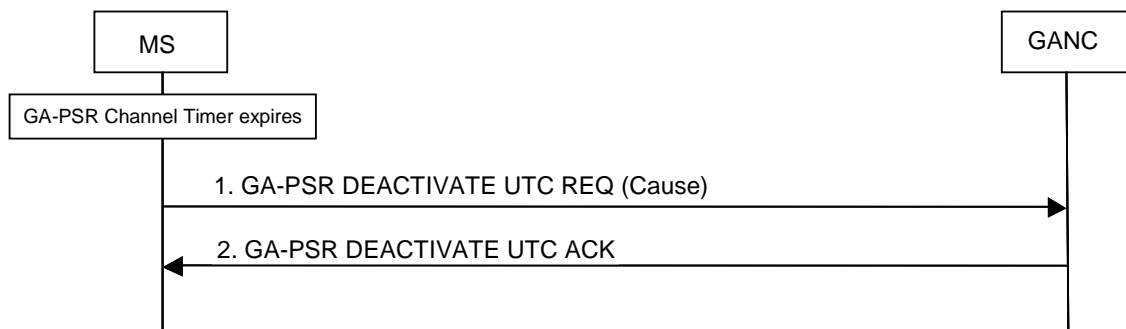 MS
GANC
GA-PSR Channel Timer expires
1. GA-PSR DEACTIVATE UTC REQ (Cause)
2. GA-PSR DEACTIVATE UTC ACK